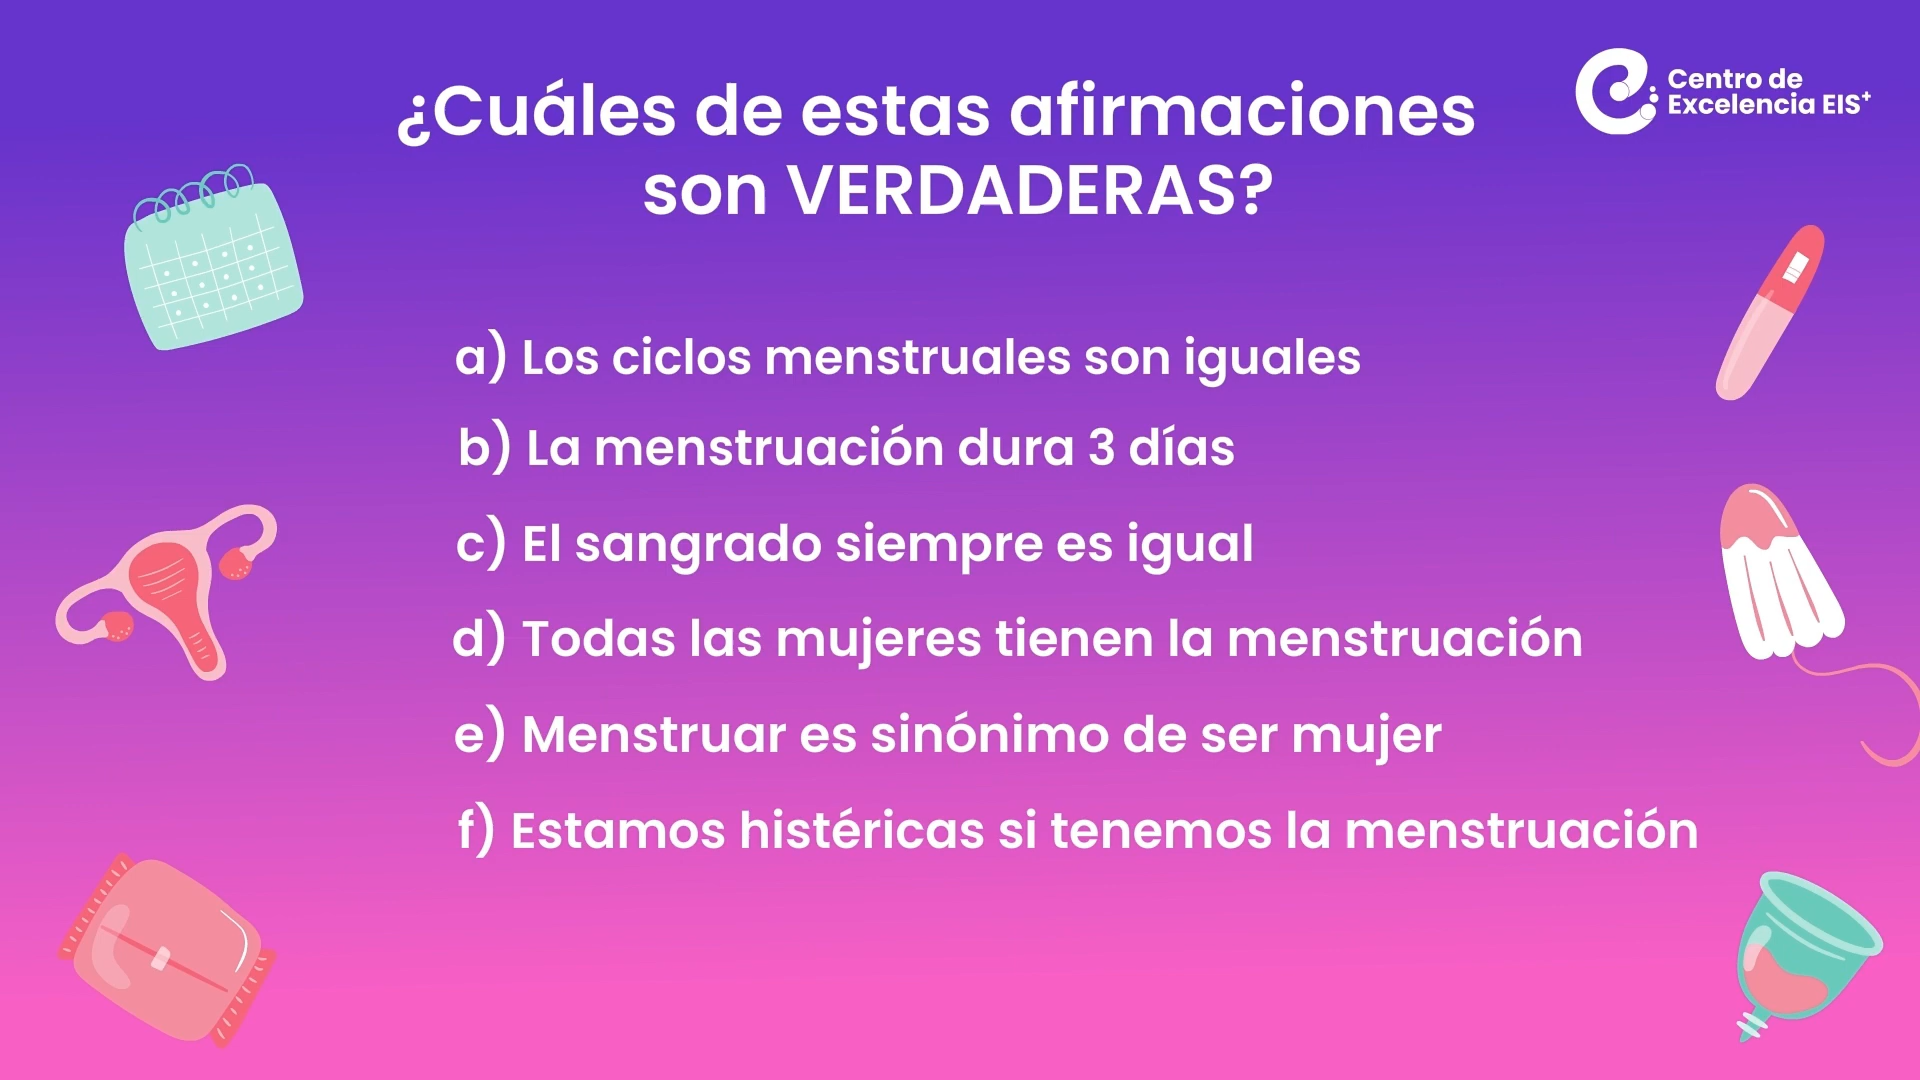 ¿Cuáles de estas afirmaciones
son VERDADERAS?
Centro de
Excelencia EIS+
a) Los ciclos menstruales son iguales
b) La menstruación dura 3 días
c) El sangrado siempre es igual
d) Todas las mujeres tienen la menstruación
e) Menstruar es sinónimo de ser mujer
f) Estamos histéricas si tenemos la menstruación